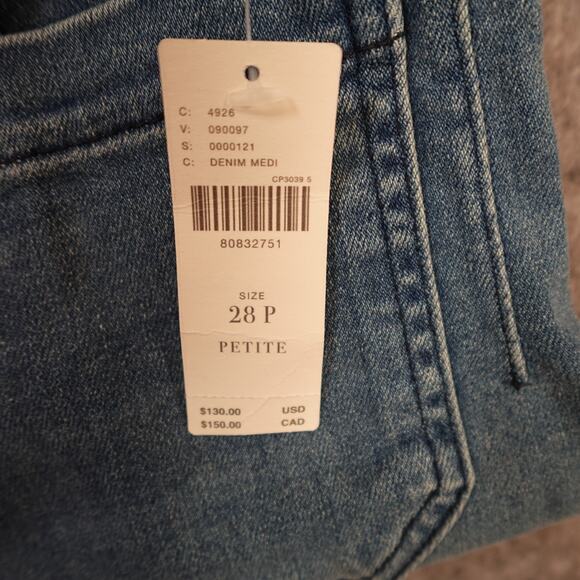 C: 4926
V: 090097
S: 0000121
C: DENIM MEDI
CP3039 5
80832751
SIZE
28 P
PETITE
$130.00 USD
$150.00 CAD